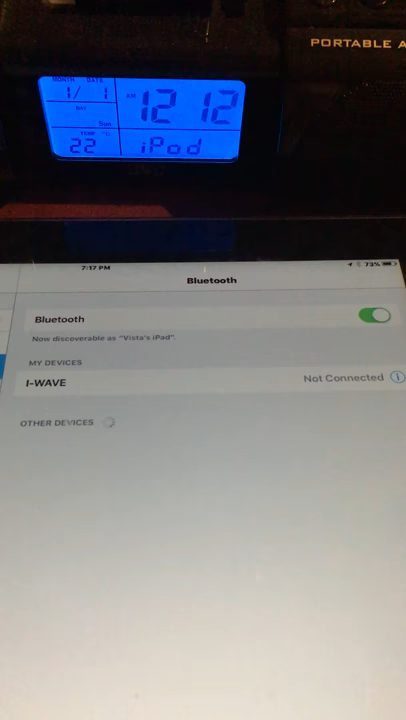 PORTABLE A
MONTH DATE
1/ 1
AM 12 12
DAY
Sun
TEMP °C
22
iPod
7:17 PM
73%
Bluetooth
Bluetooth
Now discoverable as “Vista's iPad”.
MY DEVICES
I-WAVE
Not Connected
OTHER DEVICES